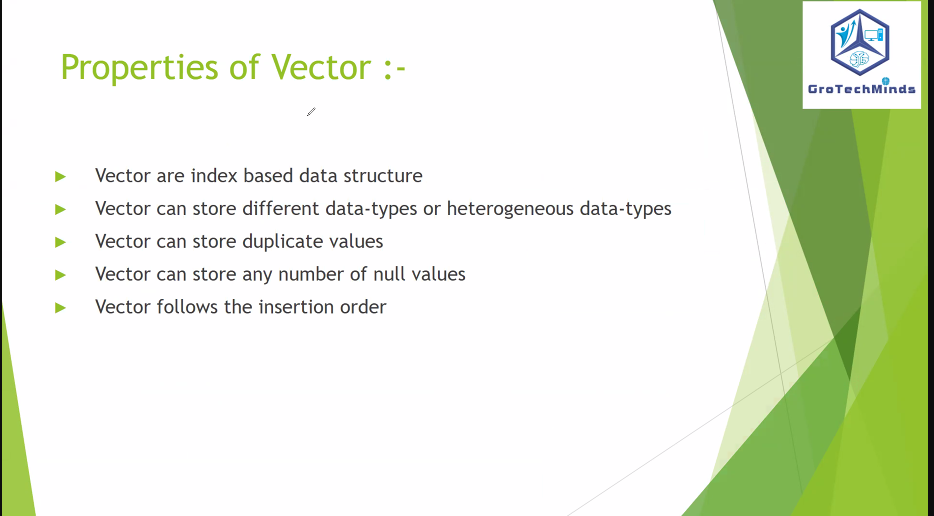 Properties of Vector :-
GroTechMinds
Vector are index based data structure
Vector can store different data-types or heterogeneous data-types
Vector can store duplicate values
Vector can store any number of null values
Vector follows the insertion order